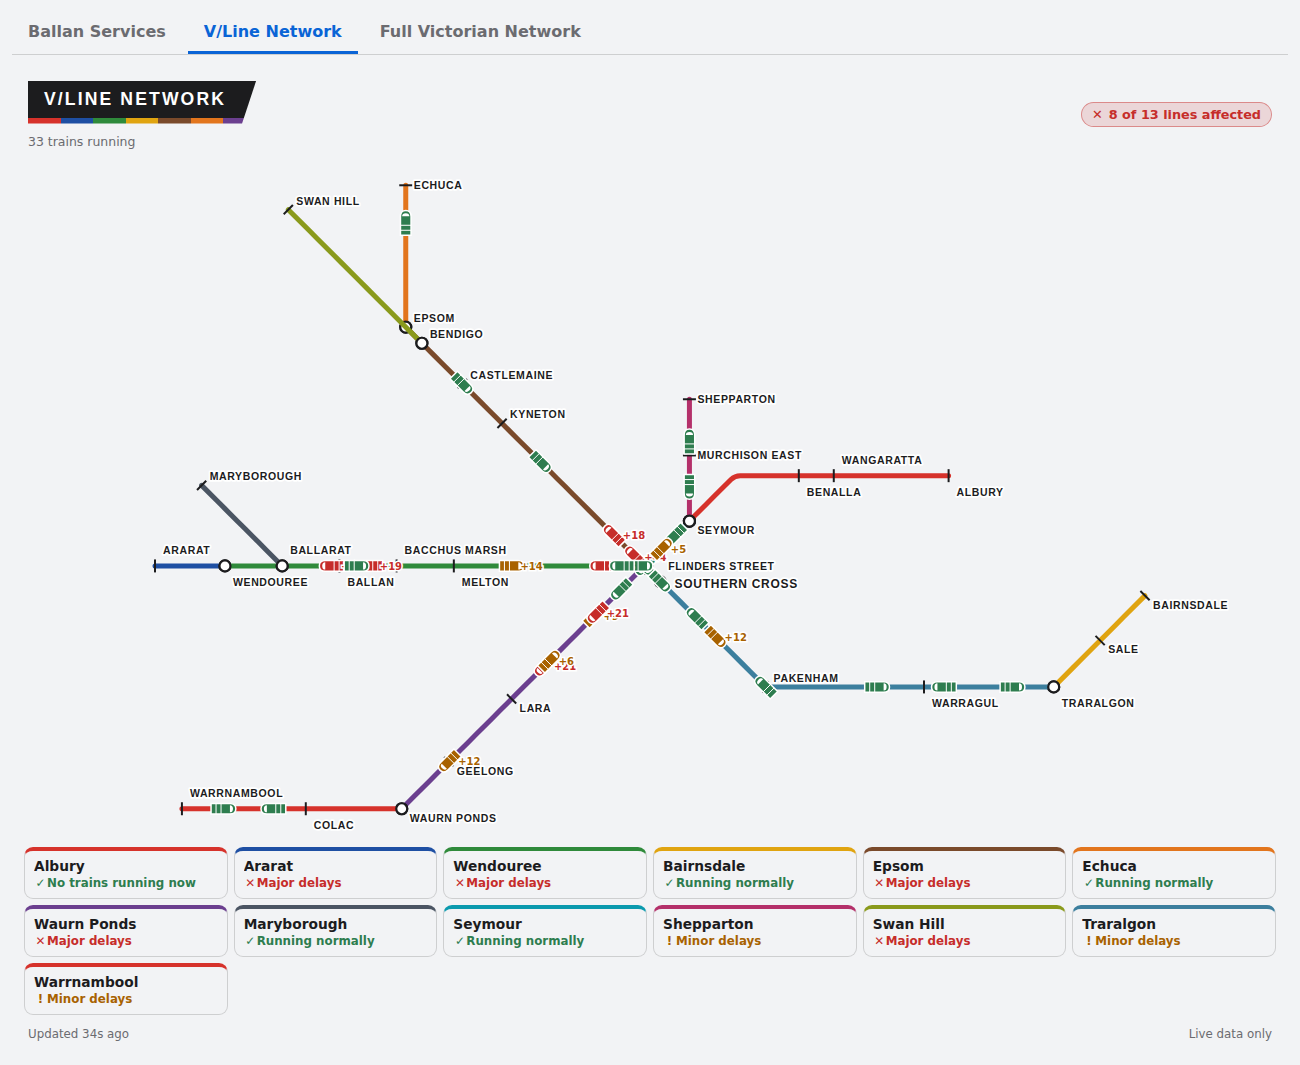 Ballan Services
V/Line Network
Full Victorian Network
V/LINE NETWORK
✕ 8 of 13 lines affected
33 trains running
ECHUCA
SWAN HILL
EPSOM
BENDIGO
CASTLEMAINE
SHEPPARTON
KYNETON
MURCHISON EAST
WANGARATTA
MARYBOROUGH
BENALLA
ALBURY
SEYMOUR
+18
+5
ARARAT
BALLARAT
BACCHUS MARSH
+19
+14
FLINDERS STREET
WENDOUREE
BALLAN
MELTON
SOUTHERN CROSS
BAIRNSDALE
+21
+12
SALE
+6
+21
PAKENHAM
LARA
WARRAGUL
TRARALGON
+12
GEELONG
WARRNAMBOOL
COLAC
WAURN PONDS
Albury
✓ No trains running now
Ararat
✕ Major delays
Wendouree
✕ Major delays
Bairnsdale
✓ Running normally
Epsom
✕ Major delays
Echuca
✓ Running normally
Waurn Ponds
✕ Major delays
Maryborough
✓ Running normally
Seymour
✓ Running normally
Shepparton
! Minor delays
Swan Hill
✕ Major delays
Traralgon
! Minor delays
Warrnambool
! Minor delays
Updated 34s ago
Live data only